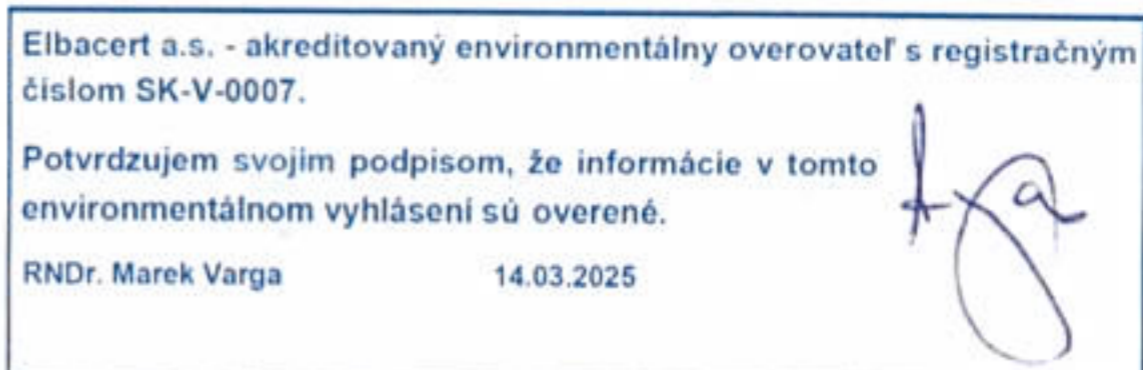 Elbacert a.s. - akreditovaný environmentálny overovateľ s registračným
číslom SK-V-0007.
Potvrdzujem svojim podpisom, že informácie v tomto
environmentálnom vyhlásení sú overené.
RNDr. Marek Varga 14.03.2025